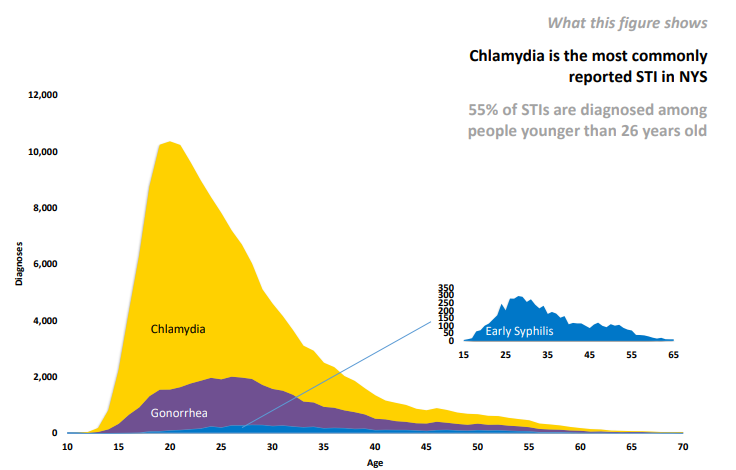 What this figure shows
Chlamydia is the most commonly
reported STI in NYS
55% of STIs are diagnosed among
people younger than 26 years old
12,000
10,000
8,000
6,000
4,000
2,000
0
Diagnoses
Chlamydia
Gonorrhea
10 15 20 25 30 35 40 45 50 55 60 65 70
Age
350
300
250
200
150
100
50
0
Early Syphilis
15 25 35 45 55 65